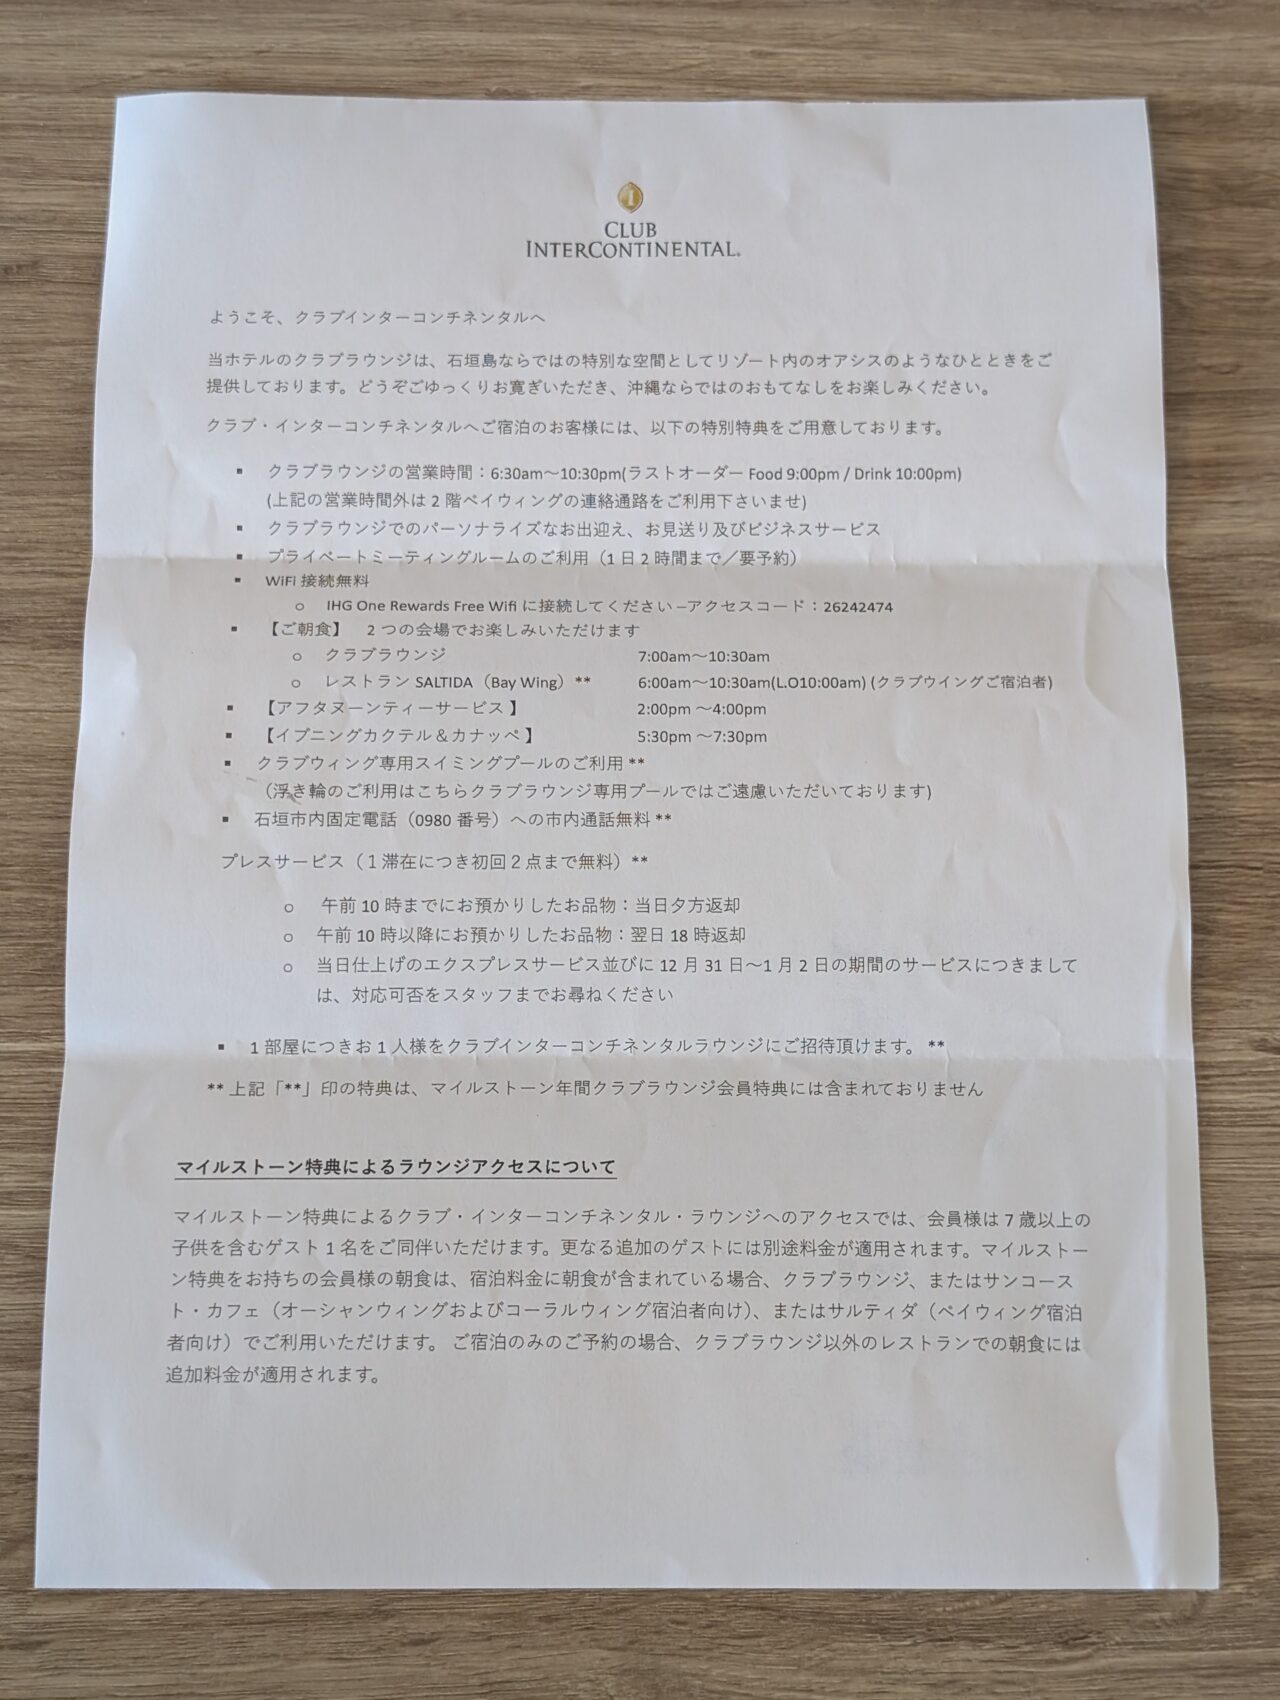 CLUB
INTERCONTINENTAL®
ようこそ、クラブインターコンチネンタルへ
当ホテルのクラブラウンジは、石垣島ならではの特別な空間としてリゾート内のオアシスのようなひとときをご
提供しております。どうぞごゆっくりお寛ぎいただき、沖縄ならではのおもてなしをお楽しみください。
クラブ・インターコンチネンタルへご宿泊のお客様には、以下の特別特典をご用意しております。
▪ クラブラウンジの営業時間：6:30am～10:30pm(ラストオーダー Food 9:00pm / Drink 10:00pm)
(上記の営業時間外は 2 階ベイウィングの連絡通路をご利用下さいませ)
▪ クラブラウンジでのパーソナライズなお出迎え、お見送り及びビジネスサービス
▪ プライベートミーティングルームのご利用（1 日 2 時間まで／要予約）
▪ WiFi 接続無料
○ IHG One Rewards Free Wifi に接続してください –アクセスコード：26242474
▪ 【ご朝食】 2 つの会場でお楽しみいただけます
○ クラブラウンジ 7:00am～10:30am
○ レストラン SALTIDA（Bay Wing）** 6:00am～10:30am(L.O10:00am) (クラブウイングご宿泊者)
▪ 【アフタヌーンティーサービス 】 2:00pm ～4:00pm
▪ 【イブニングカクテル＆カナッペ 】 5:30pm ～7:30pm
▪ クラブウィング専用スイミングプールのご利用 **
（浮き輪のご利用はこちらクラブラウンジ専用プールではご遠慮いただいております)
▪ 石垣市内固定電話（0980 番号）への市内通話無料 **
プレスサービス（１滞在につき初回２点まで無料）**
○ 午前 10 時までにお預かりしたお品物：当日夕方返却
○ 午前 10 時以降にお預かりしたお品物：翌日 18 時返却
○ 当日仕上げのエクスプレスサービス並びに 12 月 31 日～1 月 2 日の期間のサービスにつきまして
は、対応可否をスタッフまでお尋ねください
▪ 1 部屋につきお 1 人様をクラブインターコンチネンタルラウンジにご招待頂けます。 **
** 上記「**」印の特典は、マイルストーン年間クラブラウンジ会員特典には含まれておりません
マイルストーン特典によるラウンジアクセスについて
マイルストーン特典によるクラブ・インターコンチネンタル・ラウンジへのアクセスでは、会員様は 7 歳以上の
子供を含むゲスト 1 名をご同伴いただけます。更なる追加のゲストには別途料金が適用されます。マイルストー
ン特典をお持ちの会員様の朝食は、宿泊料金に朝食が含まれている場合、クラブラウンジ、またはサンコース
ト・カフェ（オーシャンウィングおよびコーラルウィング宿泊者向け）、またはサルティダ（ベイウィング宿泊
者向け）でご利用いただけます。 ご宿泊のみのご予約の場合、クラブラウンジ以外のレストランでの朝食には
追加料金が適用されます。